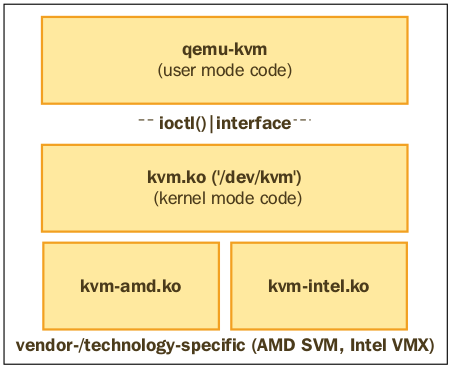 qemu-kvm
(user mode code)
ioctl()|interface
kvm.ko ('/dev/kvm')
(kernel mode code)
kvm-amd.ko
kvm-intel.ko
vendor-/technology-specific (AMD SVM, Intel VMX)